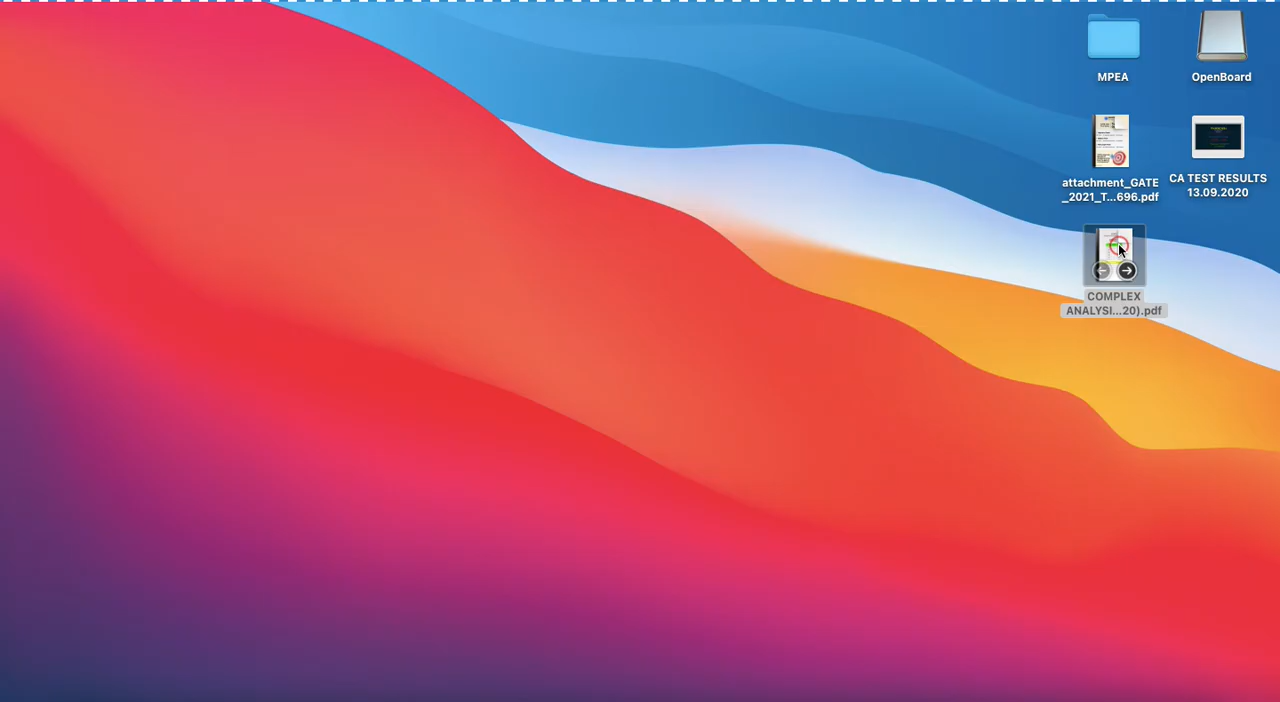 MPEA
OpenBoard
attachment_GATE
_2021_T...696.pdf
CA TEST RESULTS
13.09.2020
COMPLEX
ANALYSI...20).pdf